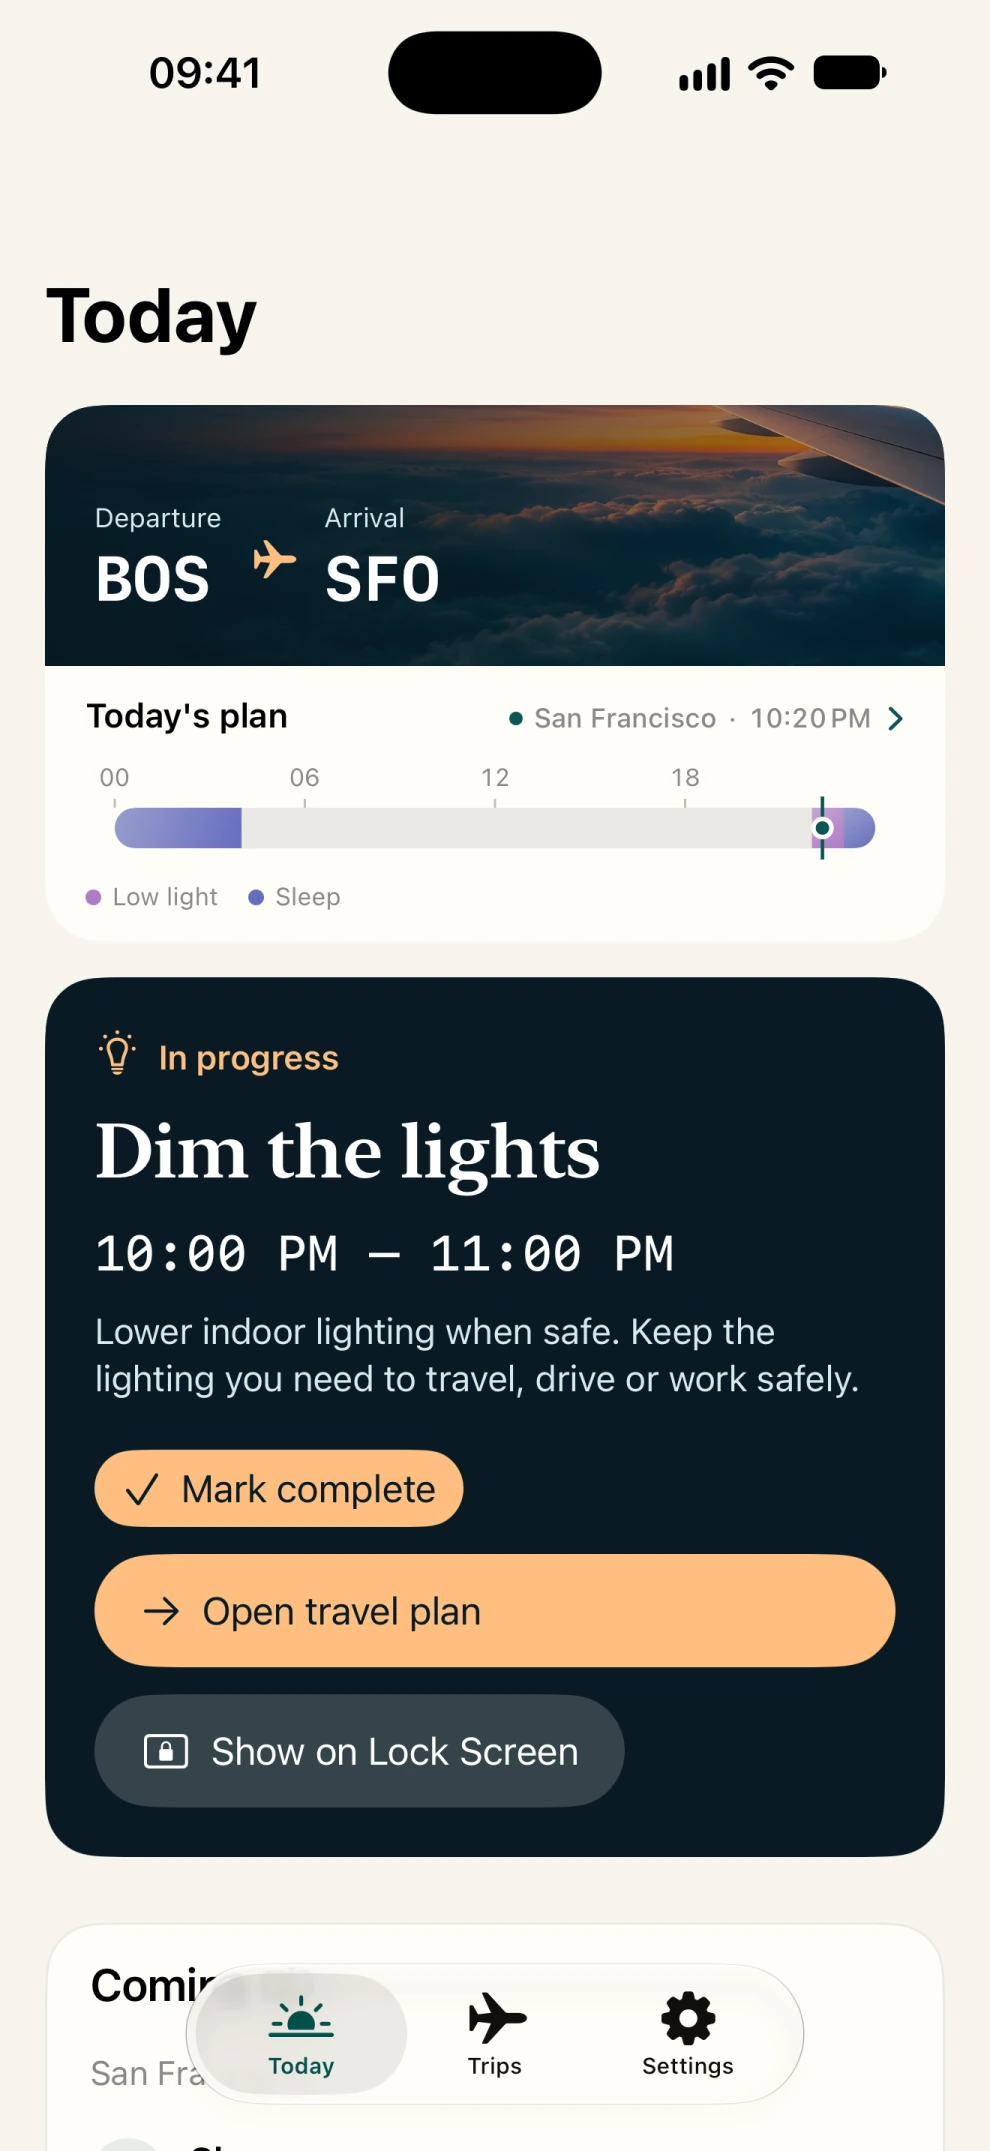 09:41
Today
Departure
BOS
Arrival
SFO
Today's plan
San Francisco · 10:20 PM
00 06 12 18
Low light
Sleep
In progress
Dim the lights
10:00 PM – 11:00 PM
Lower indoor lighting when safe. Keep the
lighting you need to travel, drive or work safely.
Mark complete
Open travel plan
Show on Lock Screen
San
Today
Trips
Settings